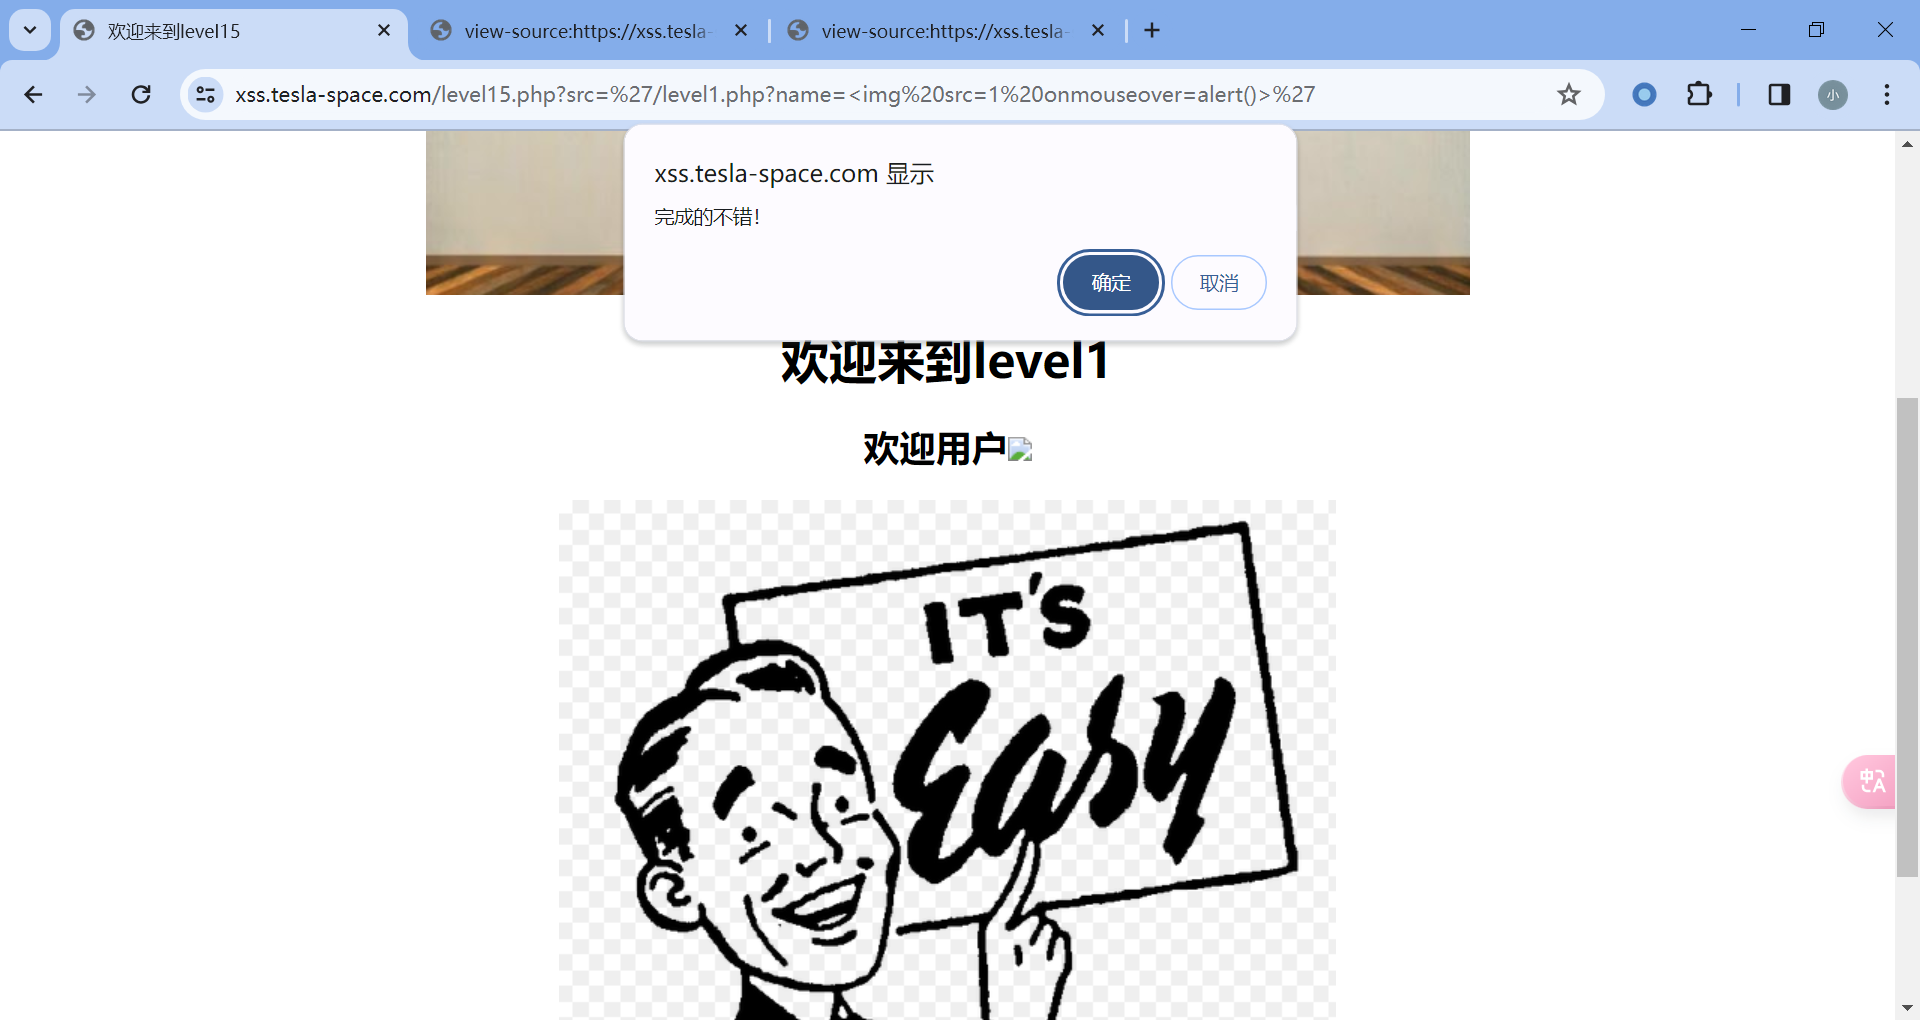 欢迎来到level15
view-source:https://xss.tesla-
view-source:https://xss.tesla-
xss.tesla-space.com/level15.php?src=%27/level1.php?name=<img%20src=1%20onmouseover=alert()>%27
小
xss.tesla-space.com 显示
完成的不错！
确定
取消
欢迎来到level1
欢迎用户
IT'S
Easy
中A